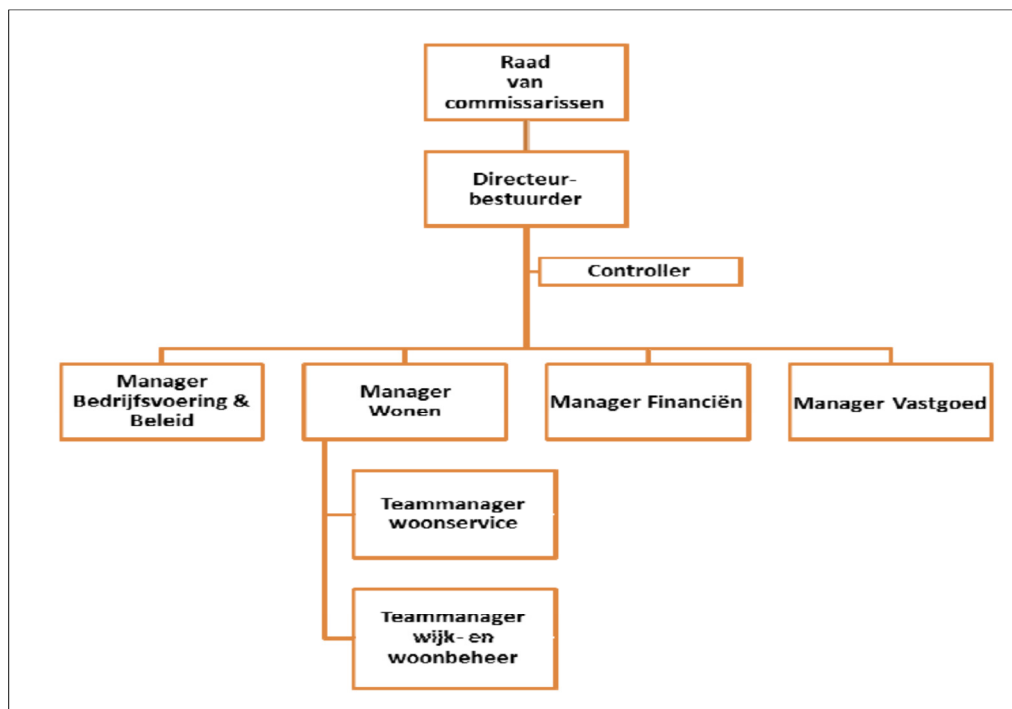 Raad
van
commissarissen
Directeur-
bestuurder
Controller
Manager
Bedrijfsvoering &
Beleid
Manager
Wonen
Manager Financiën
Manager Vastgoed
Teammanager
woonservice
Teammanager
wijk- en
woonbeheer